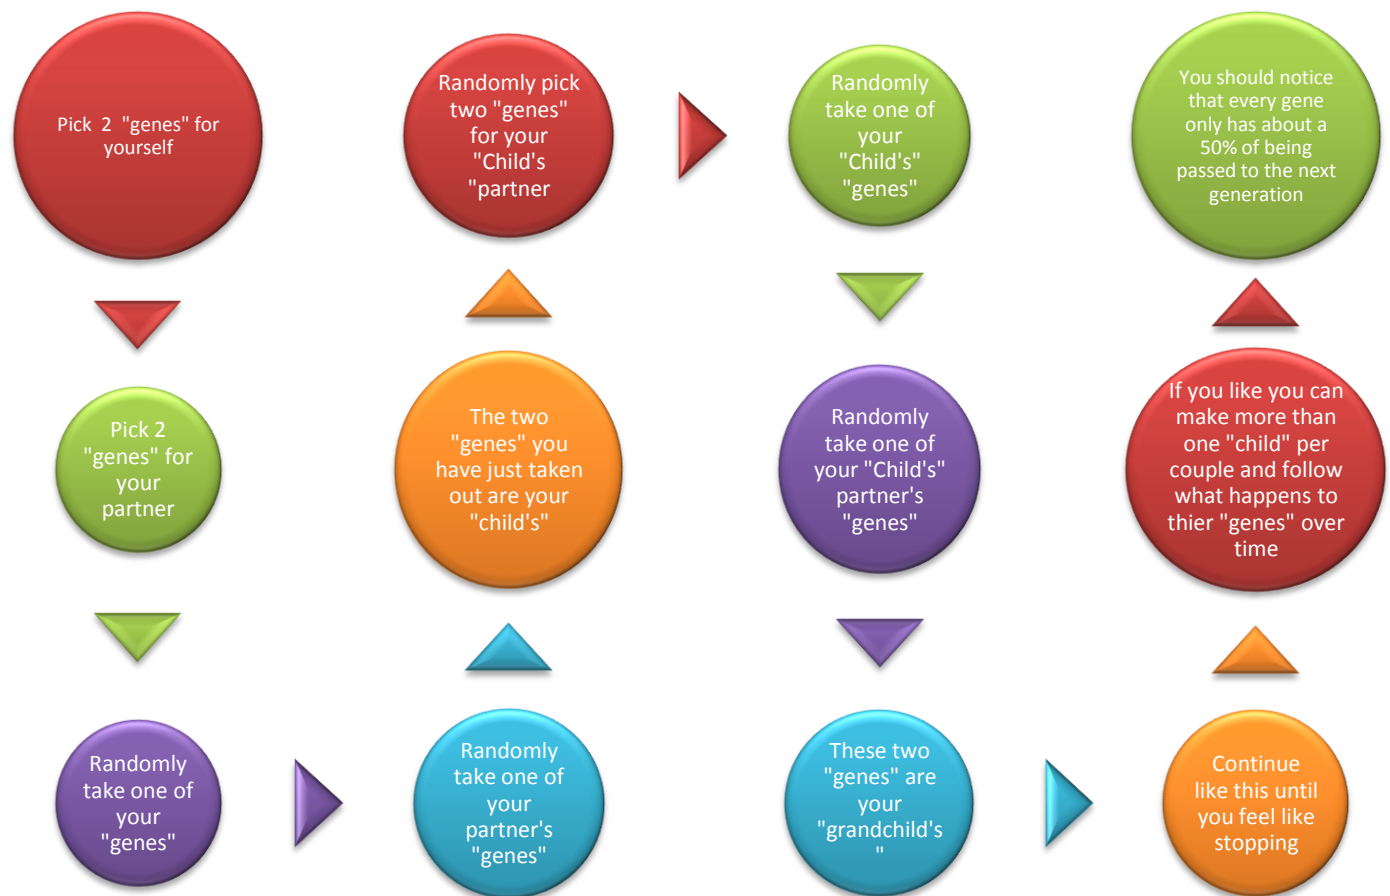 Pick  2  "genes" for
yourself
Pick 2
"genes" for
your
partner
Randomly
take one of
your
"genes"
Randomly
take one of
your
partner's
"genes"
The two
"genes" you
have just taken
out are your
"child's"
Randomly pick
two "genes"
for your
"Child's
"partner
Randomly
take one of
your
"Child's"
"genes"
Randomly
take one of
your "Child's"
partner's
"genes"
These two
"genes" are
your
"grandchild's
"
Continue
like this until
you feel like
stopping
If you like you can
make more than
one "child" per
couple and follow
what happens to
thier "genes" over
time
You should notice
that every gene
only has about a
50% of being
passed to the next
generation